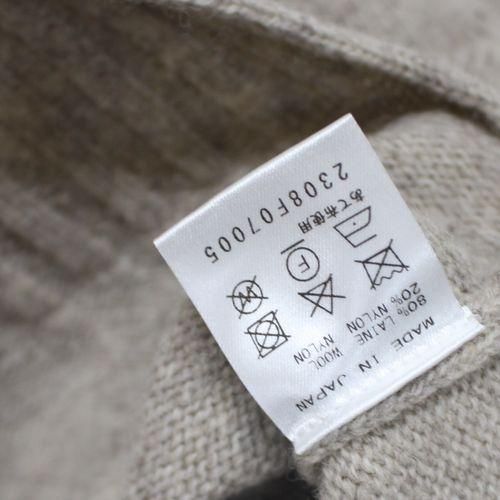 MADE IN JAPAN
80% LAINE WOOL
20% NYLON NYLON
F W
あて布使用
2308F07005